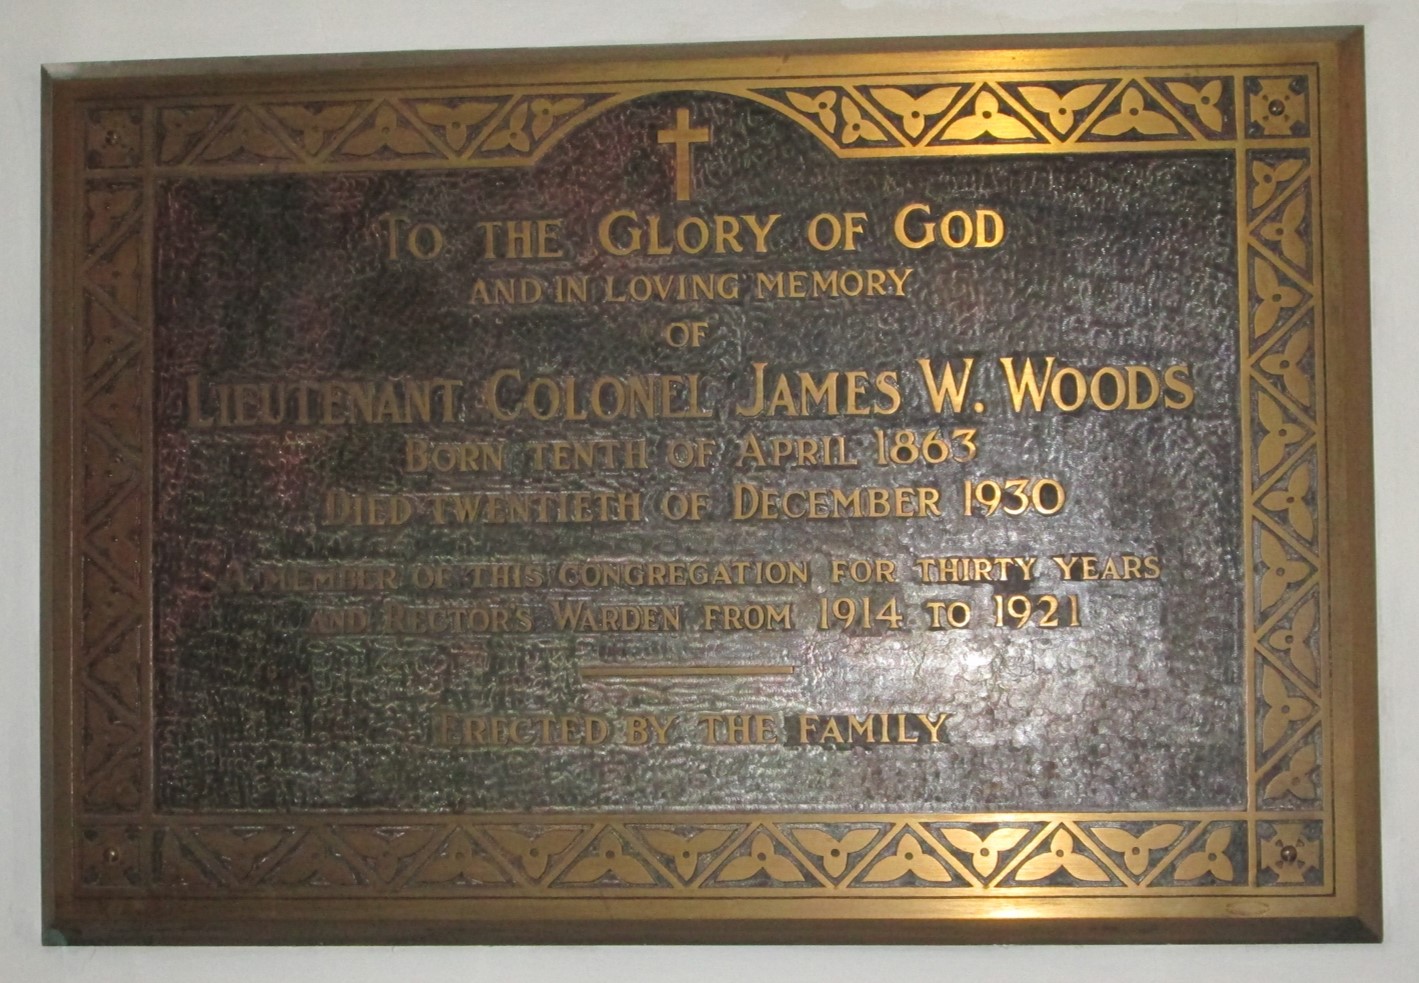 To the Glory of God
and in loving memory
of
Lieutenant Colonel James W. Woods
Born tenth of April 1863
Died twentieth of December 1930
A member of this congregation for thirty years
and Rector's Warden from 1914 to 1921
Erected by the family